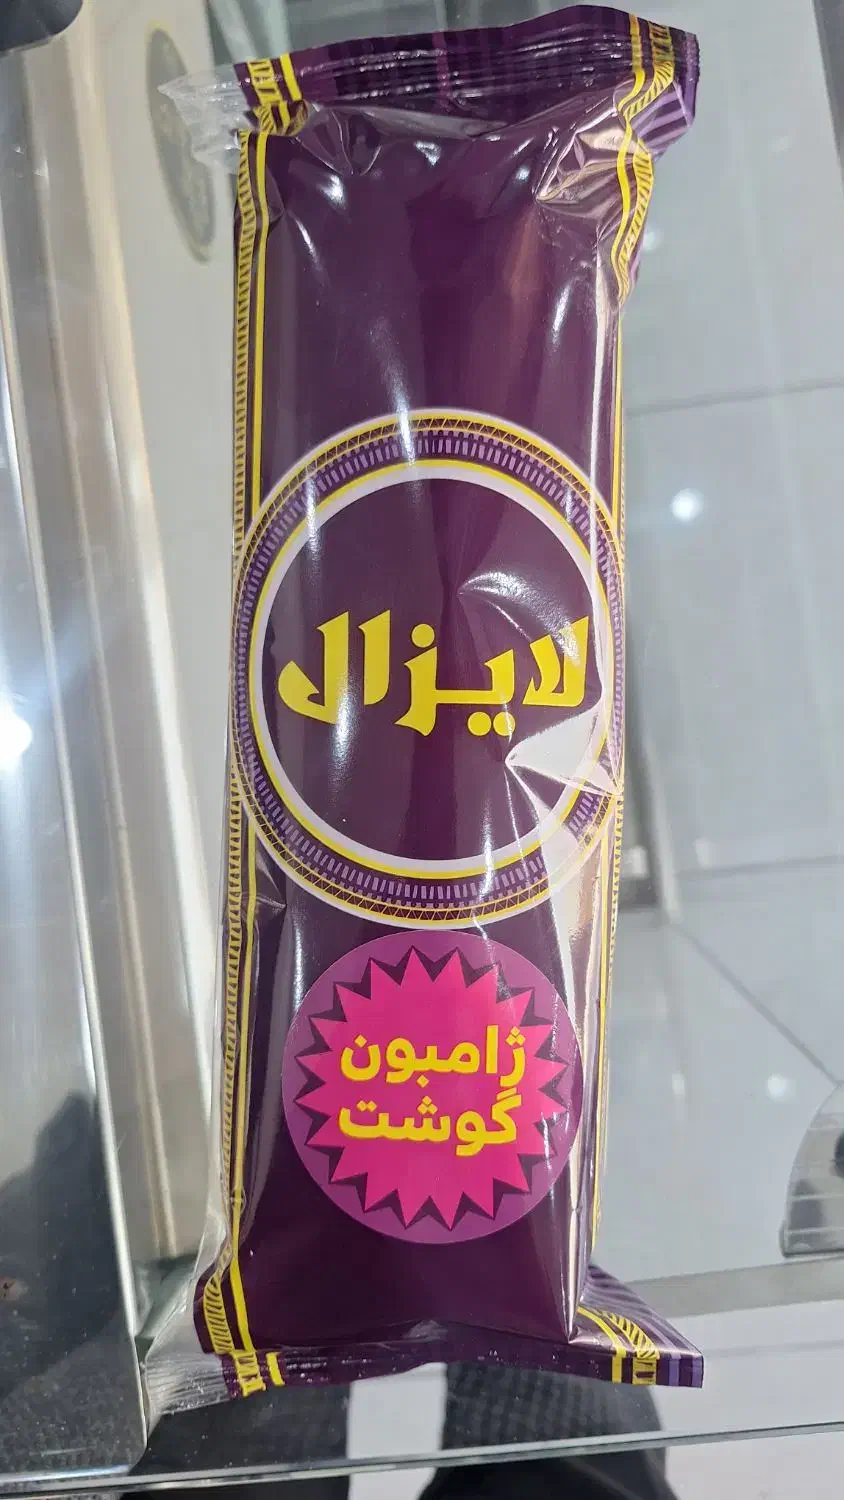 لایزال
ژامبون
گوشت